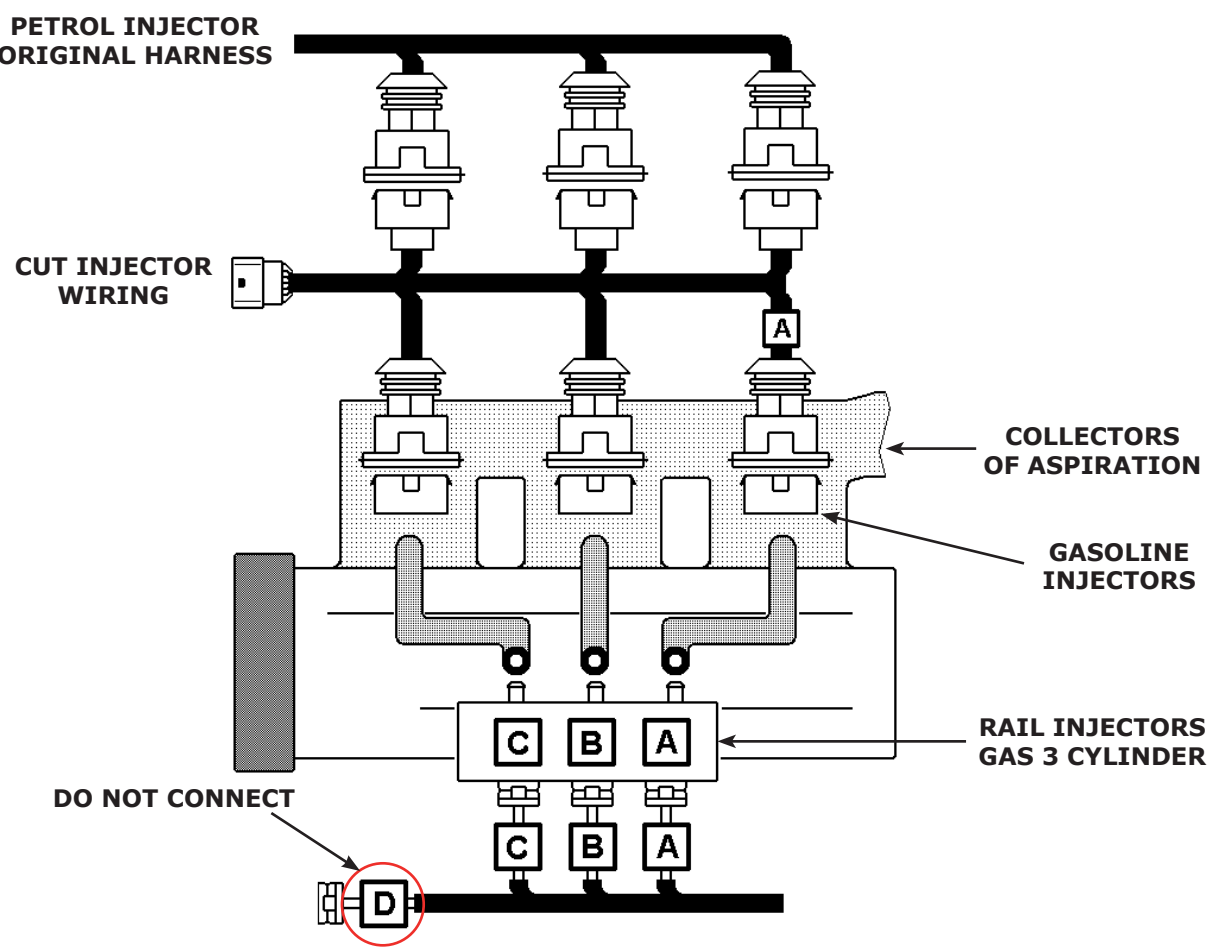 PETROL INJECTOR
ORIGINAL HARNESS
CUT INJECTOR
WIRING
A
COLLECTORS
OF ASPIRATION
GASOLINE
INJECTORS
C B A
RAIL INJECTORS
GAS 3 CYLINDER
DO NOT CONNECT
C B A
D